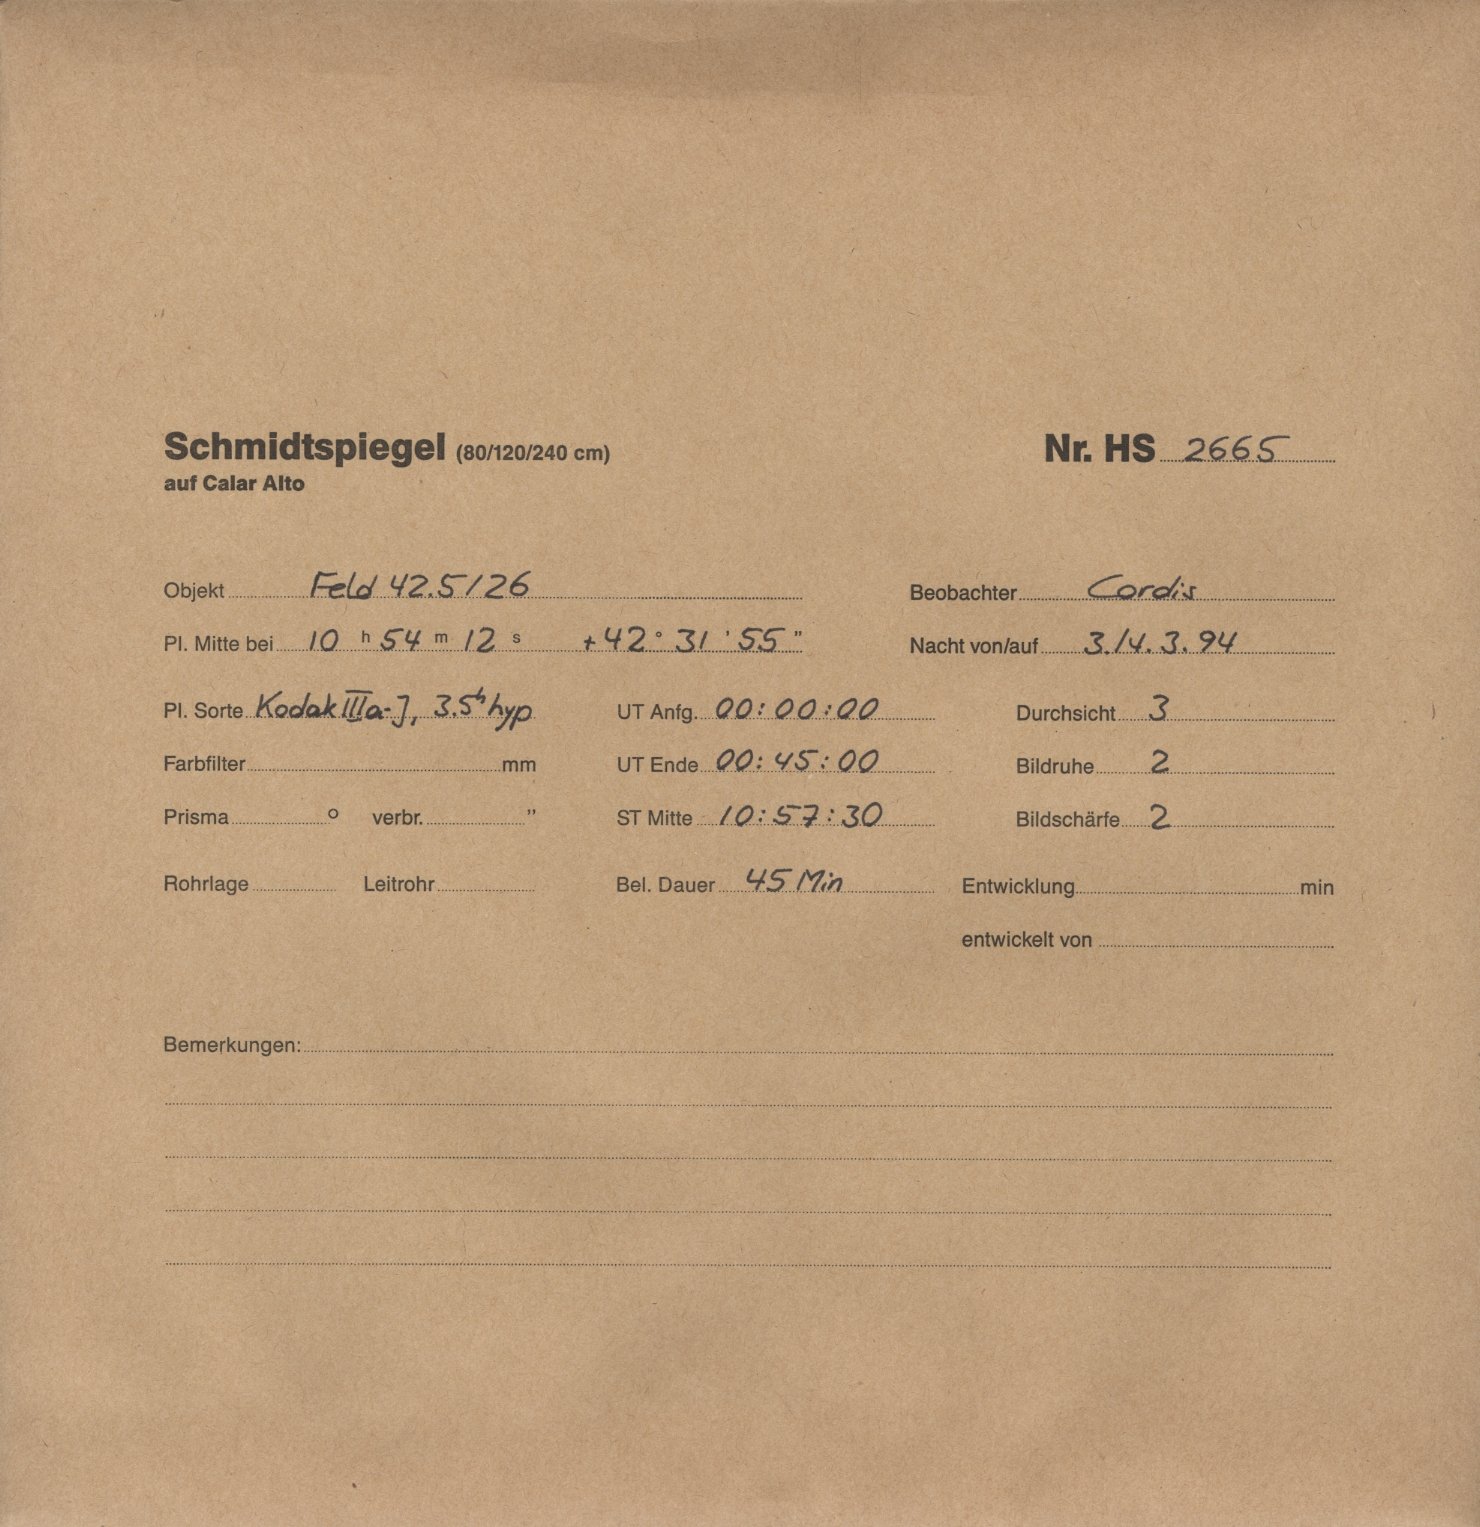 Schmidtspiegel (80/120/240 cm) Nr. HS 2665
auf Calar Alto
Objekt Feld 42.5/26 Beobachter Cordis
Pl. Mitte bei 10 h 54 m 12 s +42° 31' 55" Nacht von/auf 3./4.3.94
Pl. Sorte Kodak IIIa-J, 3.5h hyp UT Anfg. 00:00:00 Durchsicht 3
Farbfilter mm UT Ende 00:45:00 Bildruhe 2
Prisma ° verbr. " ST Mitte 10:57:30 Bildschärfe 2
Rohrlage Leitrohr Bel. Dauer 45 Min Entwicklung min
entwickelt von
Bemerkungen: